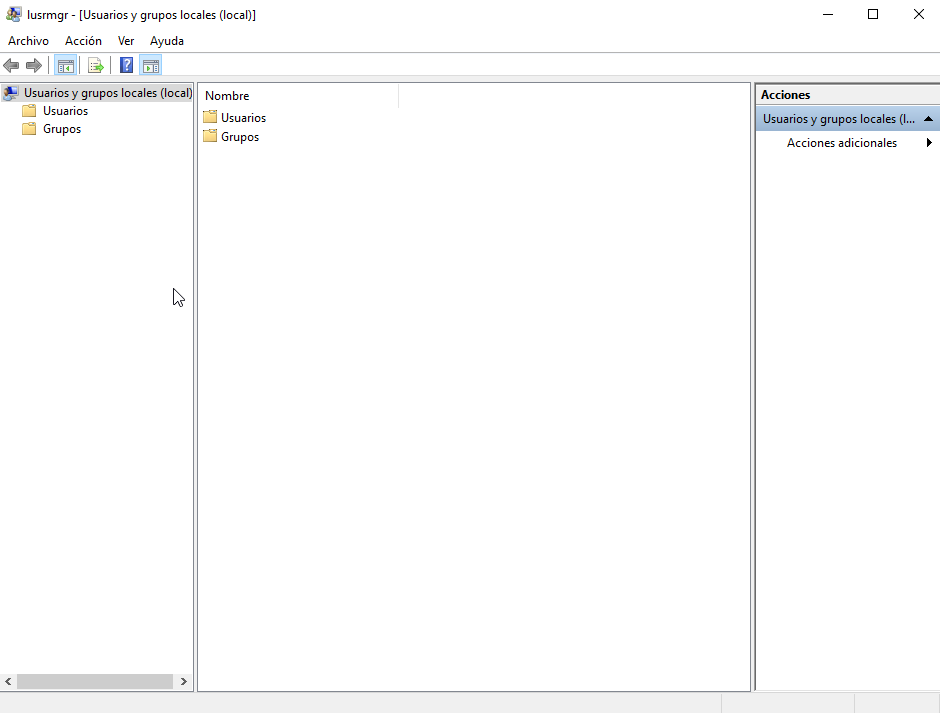 lusrmgr - [Usuarios y grupos locales (local)]
Archivo Acción Ver Ayuda
?
Usuarios y grupos locales (local)
Usuarios
Grupos
Nombre
Usuarios
Grupos
Acciones
Usuarios y grupos locales (l...
Acciones adicionales